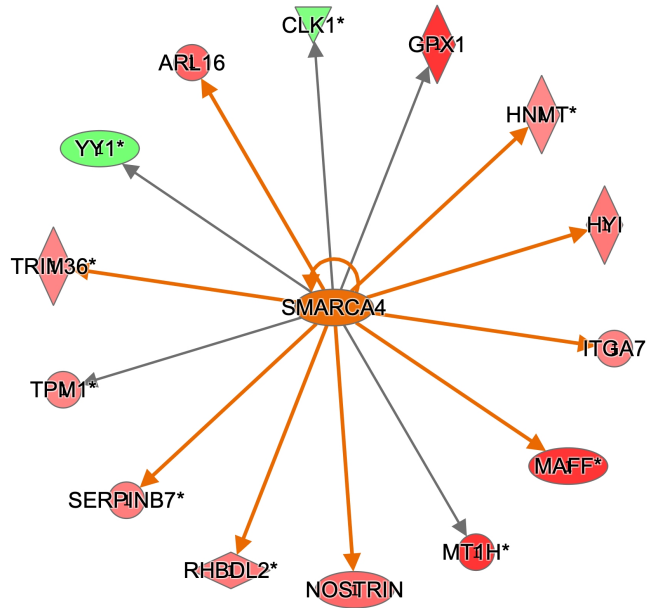 CLK1*
GPX1
ARL16
HNMT*
YY1*
HYI
TRIM36*
SMARCA4
ITGA7
TPM1*
MAFF*
SERPINB7*
MT1H*
RHBDL2*
NOSTRIN